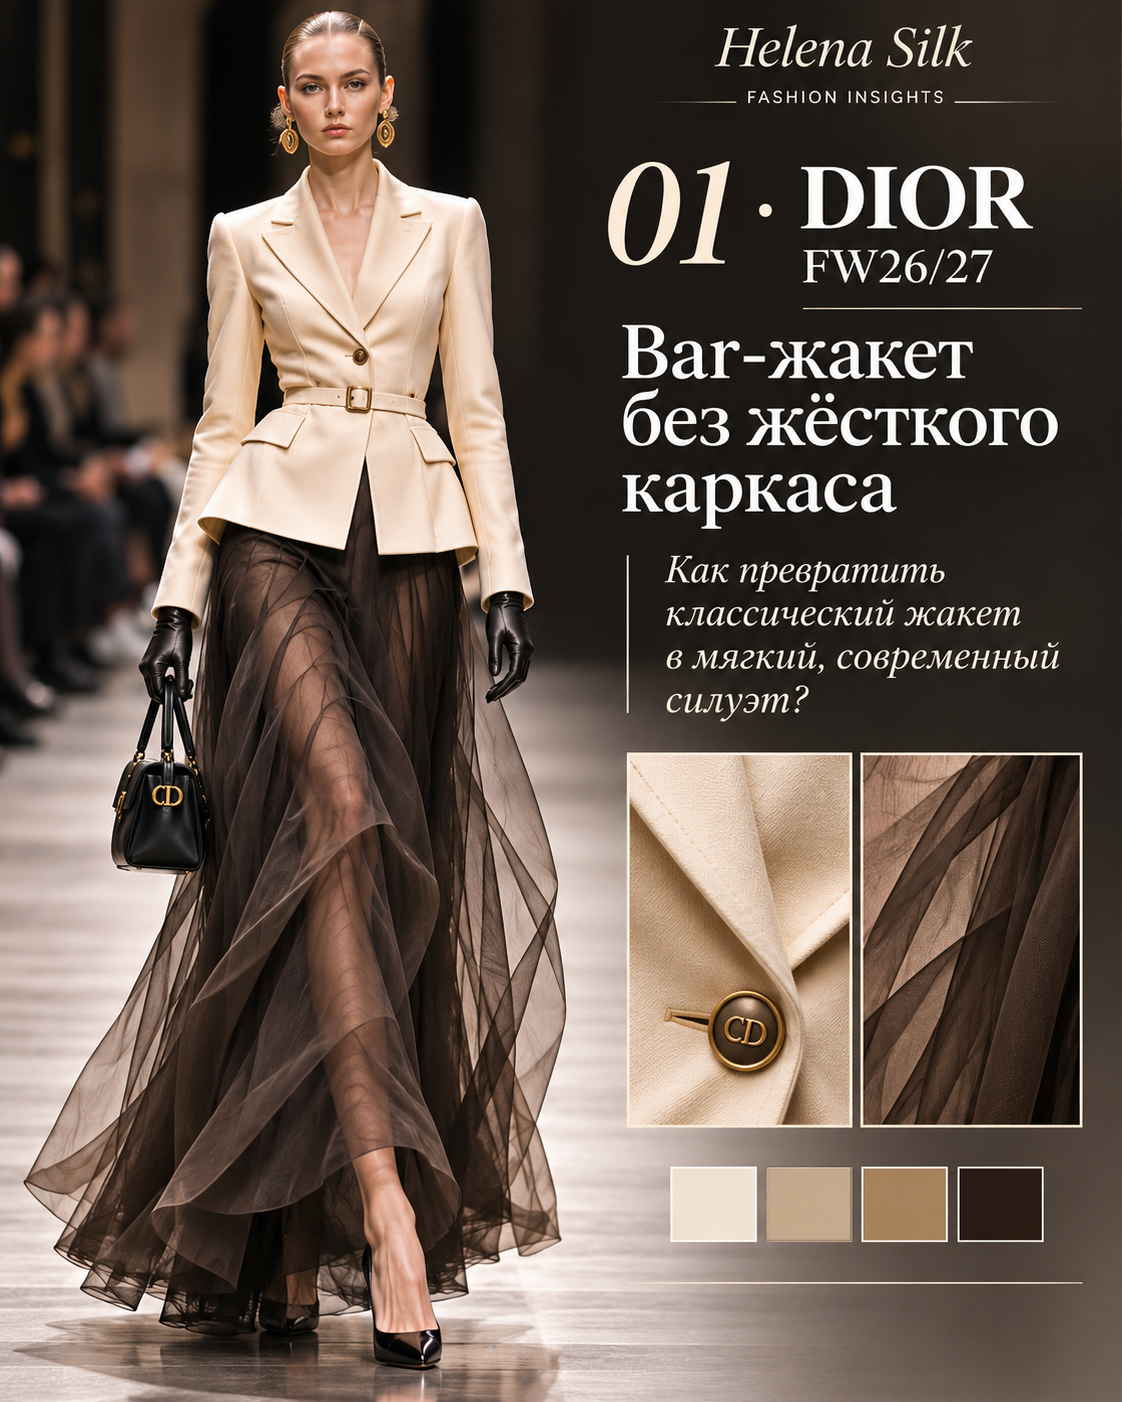 Helena Silk
FASHION INSIGHTS
01 · DIOR
FW26/27
Bar-жакет
без жёсткого
каркаса
Как превратить
классический жакет
в мягкий, современный
силуэт?
CD
CD